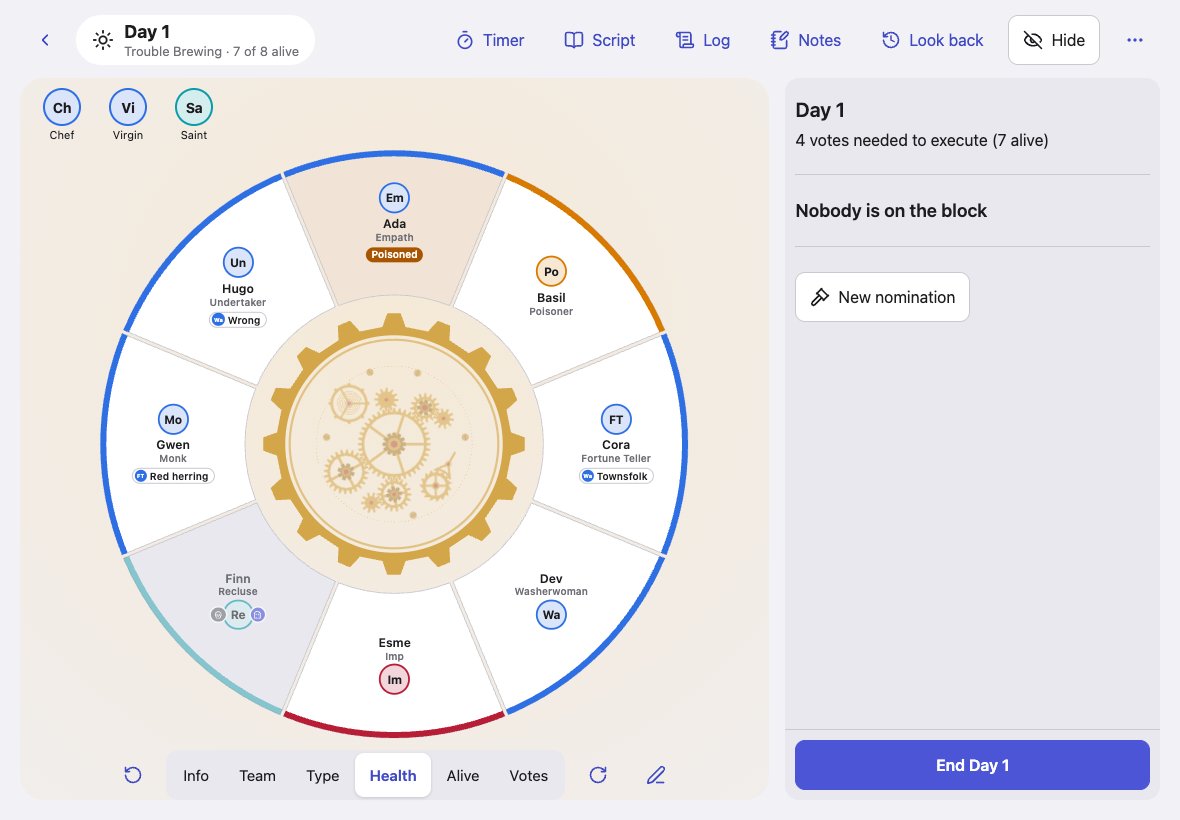 Day 1
Trouble Brewing · 7 of 8 alive
Timer
Script
Log
Notes
Look back
Hide
Ch
Chef
Vi
Virgin
Sa
Saint
Em
Ada
Empath
Poisoned
Po
Basil
Poisoner
Un
Hugo
Undertaker
Wa Wrong
Mo
Gwen
Monk
FT Red herring
FT
Cora
Fortune Teller
Wa Townsfolk
Finn
Recluse
Re
Dev
Washerwoman
Wa
Esme
Imp
Im
Info
Team
Type
Health
Alive
Votes
Day 1
4 votes needed to execute (7 alive)
Nobody is on the block
New nomination
End Day 1